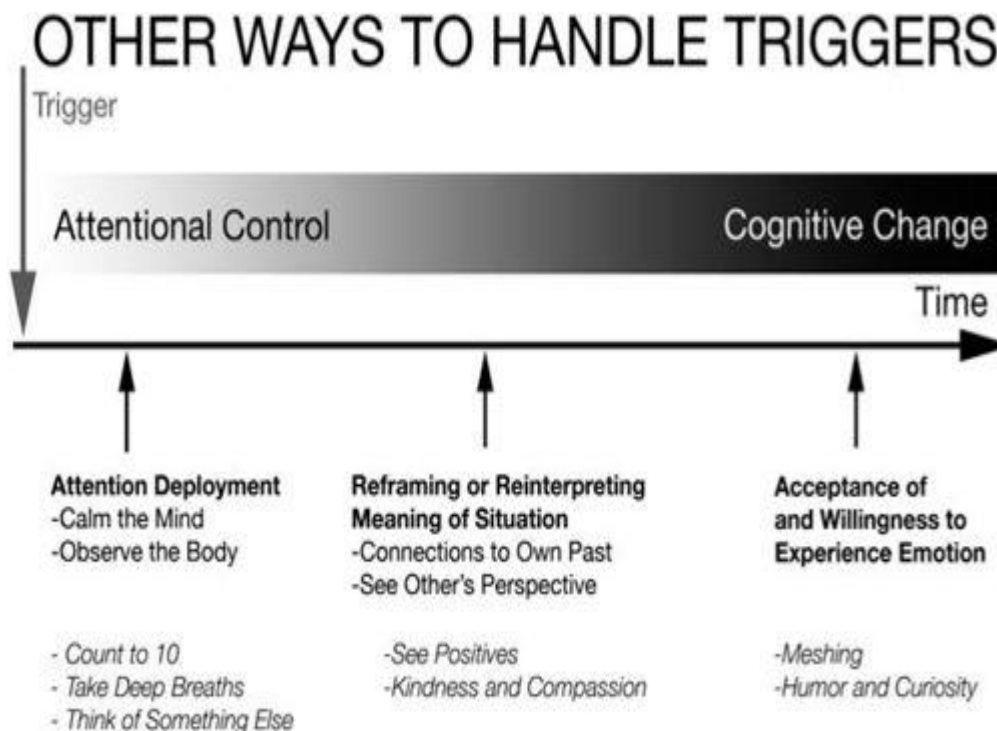 OTHER WAYS TO HANDLE TRIGGERS
Trigger
Attentional Control
Cognitive Change
Time
Attention Deployment
-Calm the Mind
-Observe the Body
- Count to 10
- Take Deep Breaths
- Think of Something Else
Reframing or Reinterpreting
Meaning of Situation
-Connections to Own Past
-See Other's Perspective
-See Positives
-Kindness and Compassion
Acceptance of
and Willingness to
Experience Emotion
-Meshing
-Humor and Curiosity